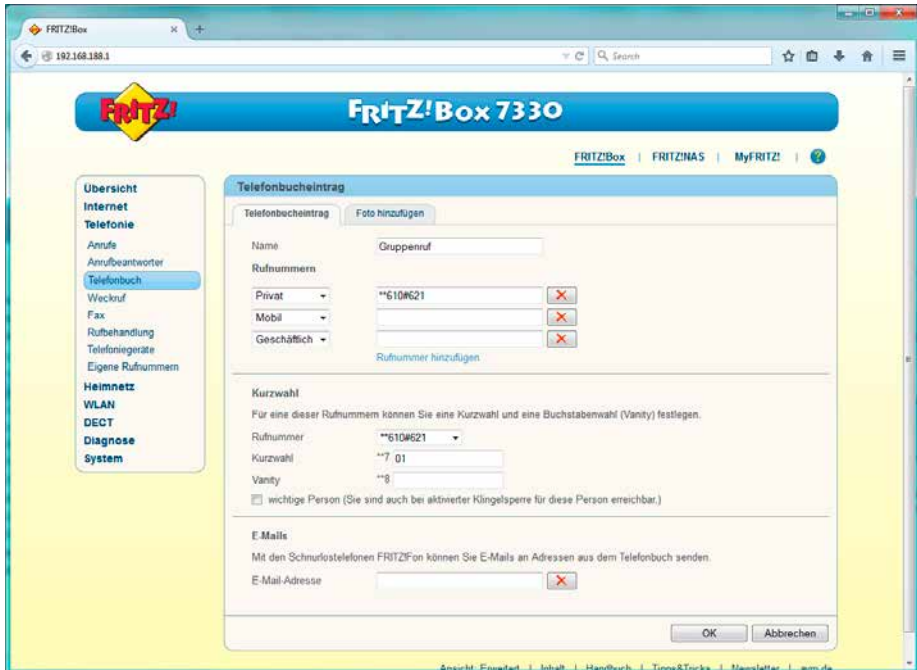 FRITZ!Box
192.168.188.1
Search
FRITZ!
FRITZ!Box 7330
FRITZ!Box | FRITZ!NAS | MyFRITZ! | ?
Übersicht
Internet
Telefonie
Anrufe
Anrufbeantworter
Telefonbuch
Weckruf
Fax
Rufbehandlung
Telefoniegeräte
Eigene Rufnummern
Heimnetz
WLAN
DECT
Diagnose
System
Telefonbucheintrag
Telefonbucheintrag Foto hinzufügen
Name Gruppenruf
Rufnummern
Privat **610#621
Mobil
Geschäftlich
Rufnummer hinzufügen
Kurzwahl
Für eine dieser Rufnummern können Sie eine Kurzwahl und eine Buchstabenwahl (Vanity) festlegen.
Rufnummer **610#621
Kurzwahl **7 01
Vanity **8
wichtige Person (Sie sind auch bei aktivierter Klingelsperre für diese Person erreichbar.)
E-Mails
Mit den Schnurlostelefonen FRITZ!Fon können Sie E-Mails an Adressen aus dem Telefonbuch senden.
E-Mail-Adresse
OK Abbrechen
Ansicht: Erweitert | Inhalt | Handbuch | Tipps&Tricks | Newsletter | avm.de